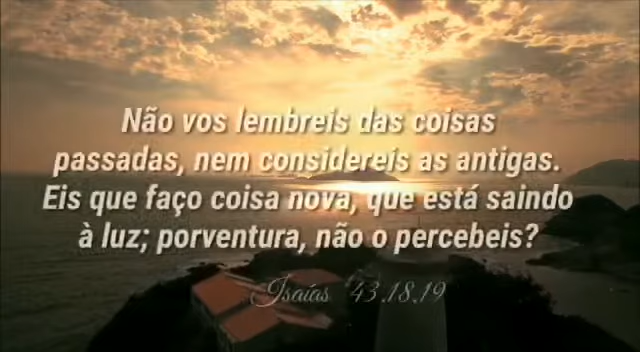 Não vos lembreis das coisas
passadas, nem considereis as antigas.
Eis que faço coisa nova, que está saindo
à luz; porventura, não o percebeis?
Isaías 43.18.19